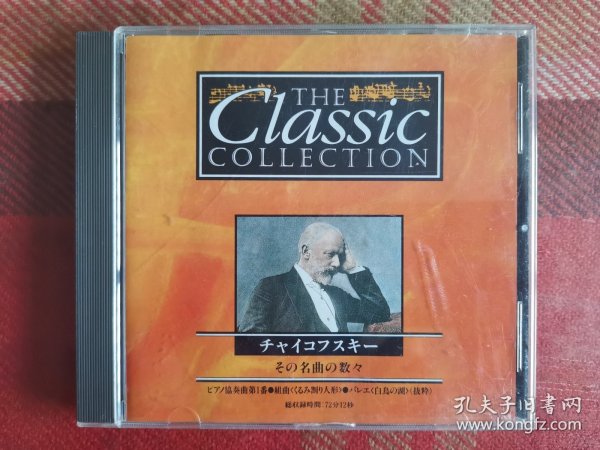 THE
Classic
COLLECTION
チャイコフスキー
その名曲の数々
ピアノ協奏曲第1番●組曲〈くるみ割り人形〉●バレエ〈白鳥の湖〉(抜粋)
総収録時間:72分12秒
孔夫子旧书网
www.kongfz.com